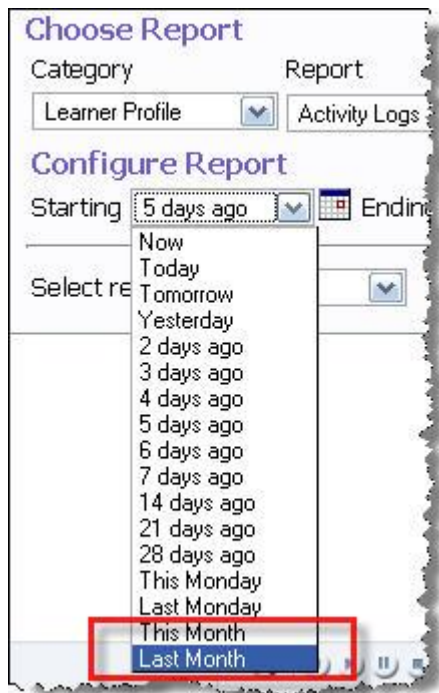 Choose Report
Category Report
Learner Profile Activity Logs
Configure Report
Starting 5 days ago
Now
Today
Select
Tomorrow
Yesterday
2 days ago
3 days ago
4 days ago
5 days ago
6 days ago
7 days ago
14 days ago
21 days ago
28 days ago
This Monday
Last Monday
This Month
Last Month